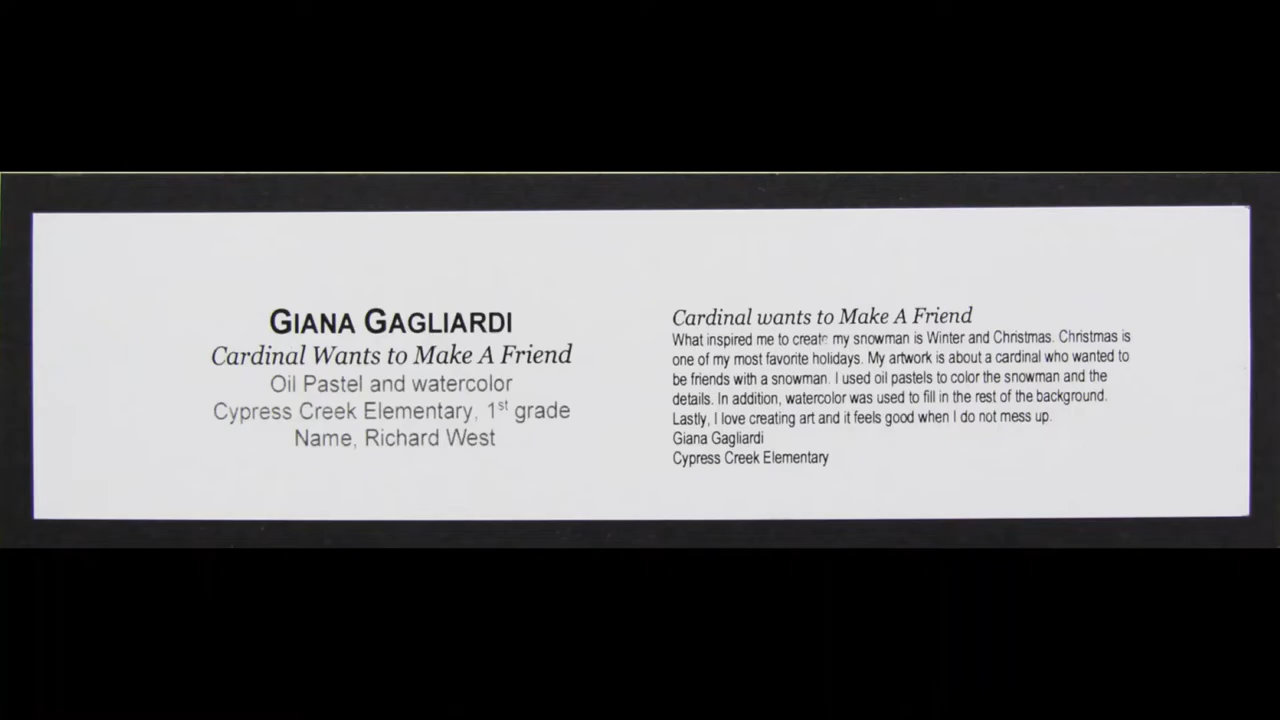 GIANA GAGLIARDI
Cardinal Wants to Make A Friend
Oil Pastel and watercolor
Cypress Creek Elementary, 1st grade
Name, Richard West
Cardinal wants to Make A Friend
What inspired me to create my snowman is Winter and Christmas. Christmas is
one of my most favorite holidays. My artwork is about a cardinal who wanted to
be friends with a snowman. I used oil pastels to color the snowman and the
details. In addition, watercolor was used to fill in the rest of the background.
Lastly, I love creating art and it feels good when I do not mess up.
Giana Gagliardi
Cypress Creek Elementary